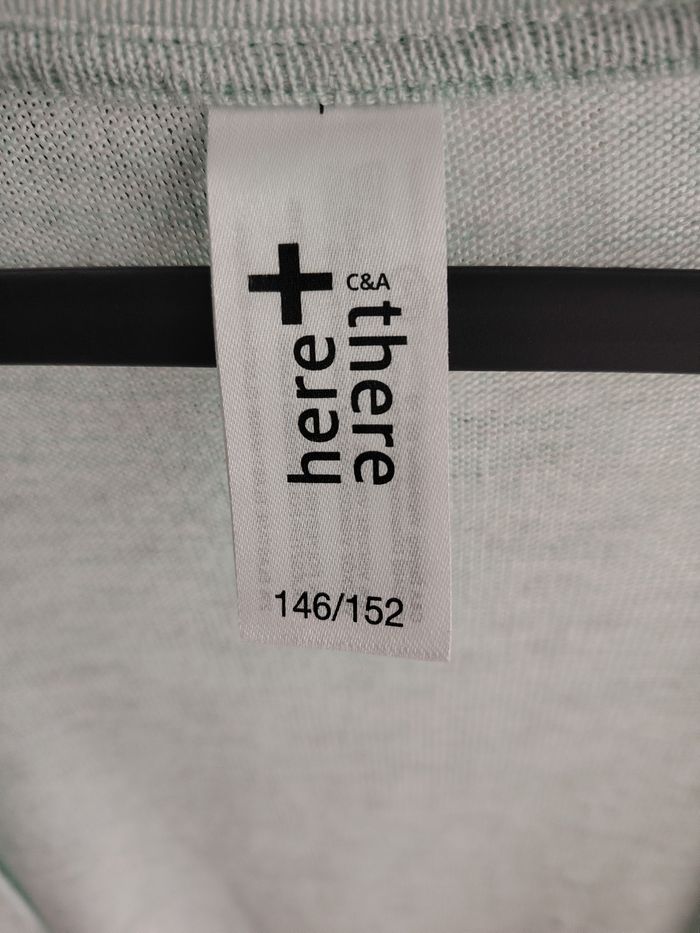 here + there
C&A
146/152